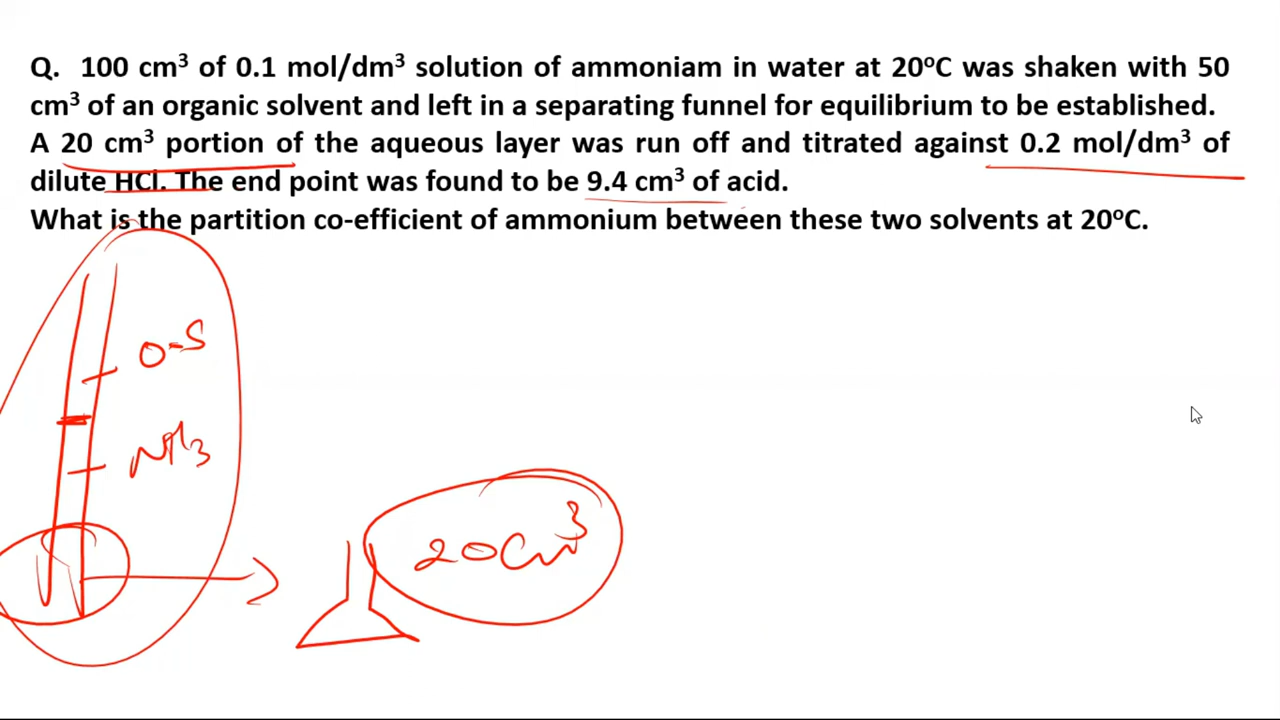 Q. 100 cm³ of 0.1 mol/dm³ solution of ammoniam in water at 20ºC was shaken with 50
cm³ of an organic solvent and left in a separating funnel for equilibrium to be established.
A 20 cm³ portion of the aqueous layer was run off and titrated against 0.2 mol/dm³ of
dilute HCl. The end point was found to be 9.4 cm³ of acid.
What is the partition co-efficient of ammonium between these two solvents at 20ºC.
O-S
NH3
20cm³